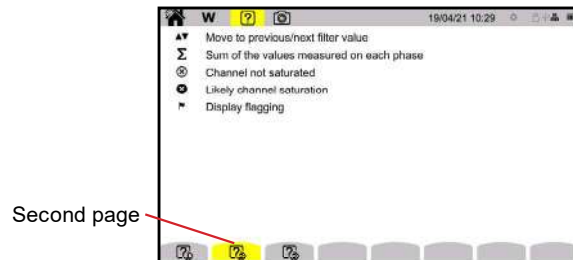 W ? 19/04/21 10:29
▲▼ Move to previous/next filter value
Σ Sum of the values measured on each phase
⊗ Channel not saturated
Likely channel saturation
Display flagging
Second page